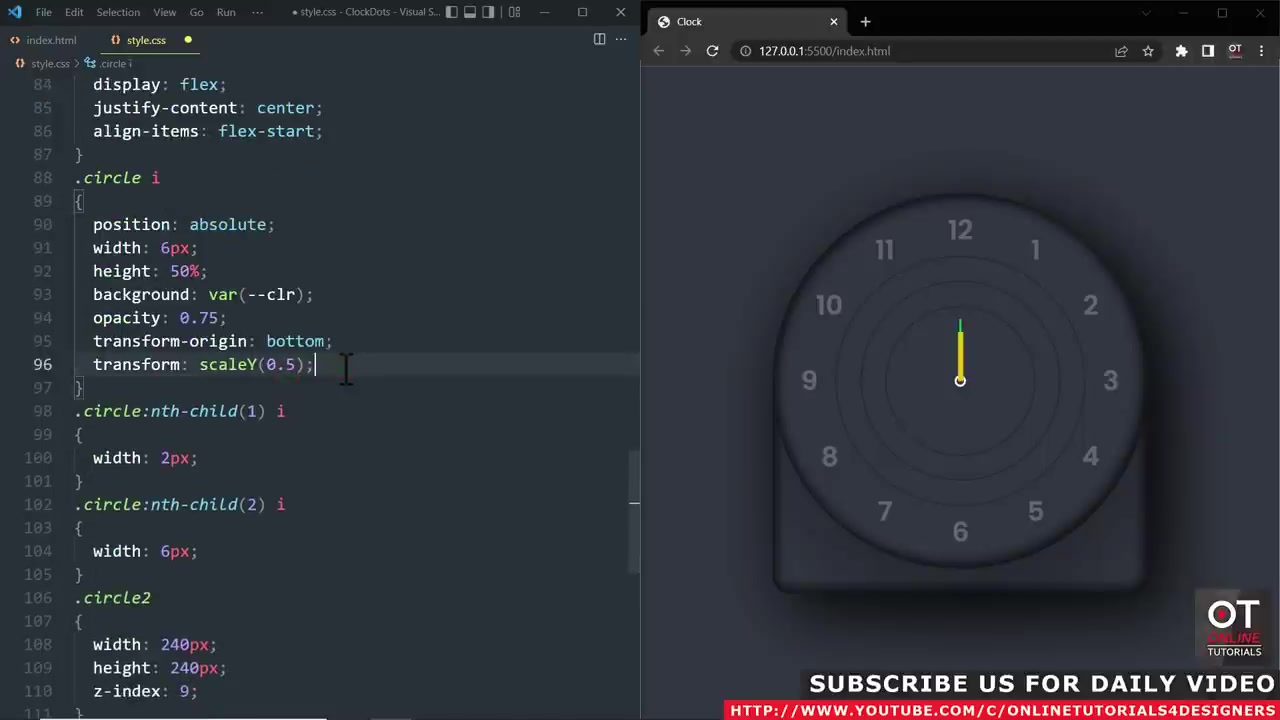 File Edit Selection View Go Run ··· ● style.css - ClockDots - Visual S...
index.html
style.css
style.css > .circle i
84 display: flex;
85 justify-content: center;
86 align-items: flex-start;
87 }
88 .circle i
89 {
90 position: absolute;
91 width: 6px;
92 height: 50%;
93 background: var(--clr);
94 opacity: 0.75;
95 transform-origin: bottom;
96 transform: scaleY(0.5);
97 }
98 .circle:nth-child(1) i
99 {
100 width: 2px;
101 }
102 .circle:nth-child(2) i
103 {
104 width: 6px;
105 }
106 .circle2
107 {
108 width: 240px;
109 height: 240px;
110 z-index: 9;
111 }
Clock
127.0.0.1:5500/index.html
OT
12
11 1
10 2
9 3
8 4
7 5
6
OT
ONLINE
TUTORIALS
SUBSCRIBE US FOR DAILY VIDEO
HTTP://WWW.YOUTUBE.COM/C/ONLINETUTORIALS4DESIGNERS